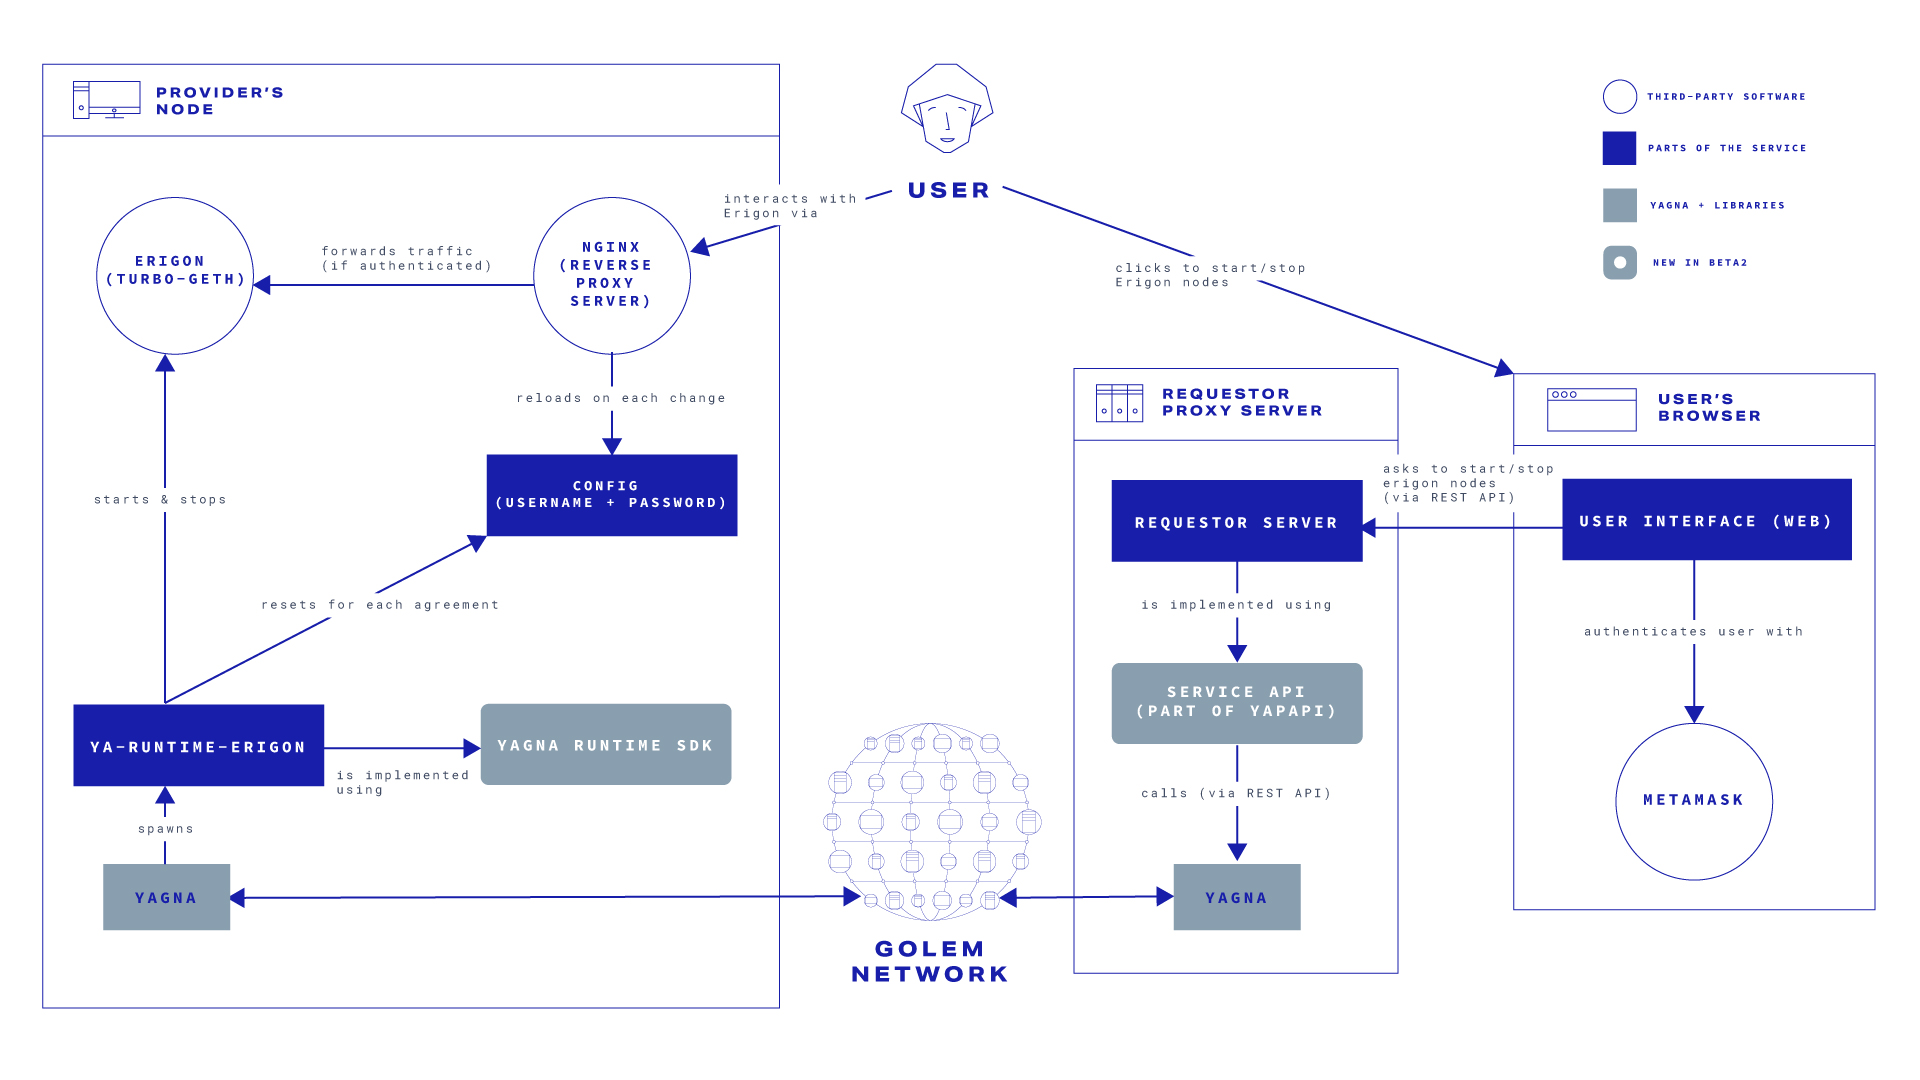 PROVIDER'S
NODE
USER
THIRD-PARTY SOFTWARE
PARTS OF THE SERVICE
YAGNA + LIBRARIES
NEW IN BETA2
interacts with
Erigon via
ERIGON
(TURBO-GETH)
forwards traffic
(if authenticated)
NGINX
(REVERSE
PROXY
SERVER)
clicks to start/stop
Erigon nodes
reloads on each change
CONFIG
(USERNAME + PASSWORD)
starts & stops
resets for each agreement
YA-RUNTIME-ERIGON
is implemented
using
YAGNA RUNTIME SDK
spawns
YAGNA
GOLEM
NETWORK
REQUESTOR
PROXY SERVER
REQUESTOR SERVER
is implemented using
SERVICE API
(PART OF YAPAPI)
calls (via REST API)
YAGNA
USER'S
BROWSER
asks to start/stop
erigon nodes
(via REST API)
USER INTERFACE (WEB)
authenticates user with
METAMASK